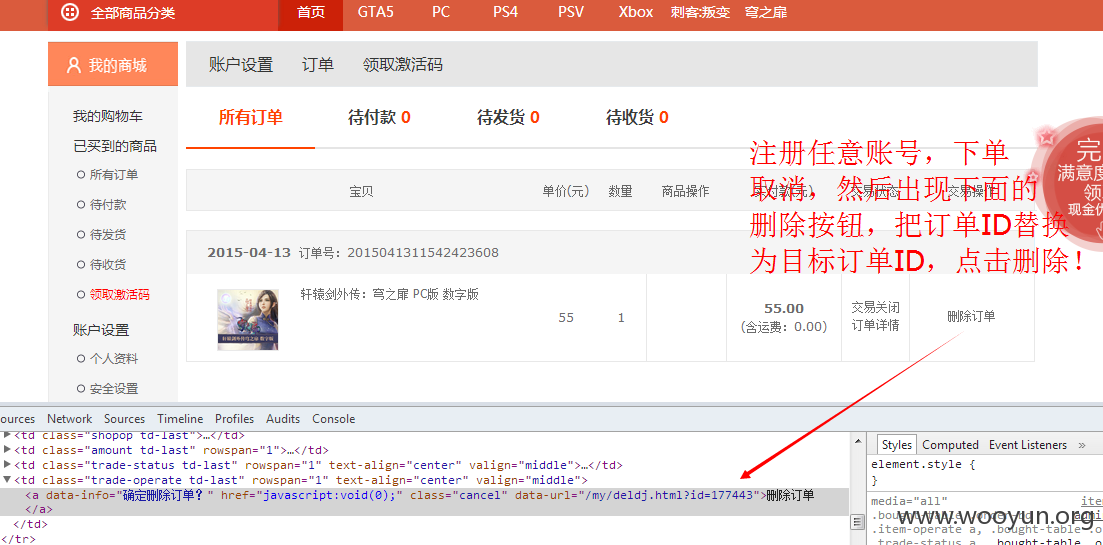 全部商品分类 首页 GTA5 PC PS4 PSV Xbox 刺客:叛变 穹之扉
我的商城 账户设置 订单 领取激活码
我的购物车
已买到的商品
所有订单
待付款
待发货
待收货
领取激活码
账户设置
个人资料
安全设置
所有订单 待付款 0 待发货 0 待收货 0
注册任意账号，下单
取消，然后出现下面的
删除按钮，把订单ID替换
为目标订单ID，点击删除！
满意度
现金优
宝贝 单价(元) 数量 商品操作
2015-04-13 订单号：2015041311542423608
轩辕剑外传：穹之扉 PC版 数字版
55 1
55.00
(含运费：0.00)
交易关闭
订单详情
删除订单
ources Network Sources Timeline Profiles Audits Console
<td class="shopop td-last">…</td>
<td class="amount td-last" rowspan="1">…</td>
<td class="trade-status td-last" rowspan="1" text-align="center" valign="middle">…</td>
<td class="trade-operate td-last" rowspan="1" text-align="center" valign="middle">
<a data-info="确定删除订单？" href="javascript:void(0);" class="cancel" data-url="/my/deldj.html?id=177443">删除订单
</a>
</td>
</tr>
Styles Computed Event Listeners »
element.style {
}
media="all"
www.wooyun.org
.item-operate a, .bought-table .o